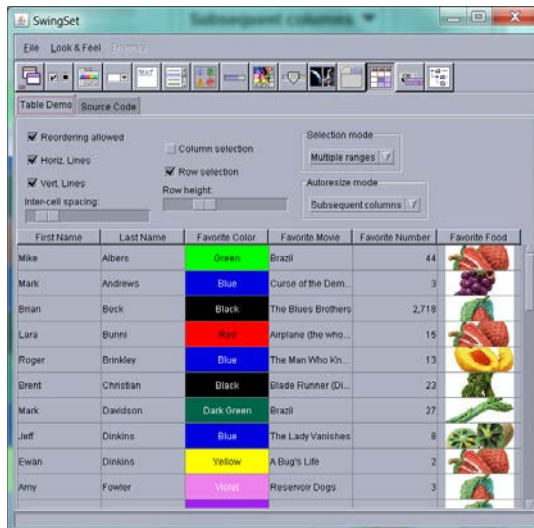 SwingSet
File Look & Feel Themes
Table Demo Source Code
Reordering allowed
Horiz. Lines
Vert. Lines
Inter-cell spacing:
Column selection
Row selection
Row height:
Selection mode
Multiple ranges
Autoresize mode
Subsequent columns
First Name Last Name Favorite Color Favorite Movie Favorite Number Favorite Food
Mike Albers Green Brazil 44
Mark Andrews Blue Curse of the Dem... 3
Brian Beck Black The Blues Brothers 2,718
Lara Bunni Red Airplane (the who... 15
Roger Brinkley Blue The Man Who Kn... 13
Brent Christian Black Blade Runner (Di... 23
Mark Davidson Dark Green Brazil 27
Jeff Dinkins Blue The Lady Vanishes 8
Ewan Dinkins Yellow A Bug's Life 2
Amy Fowler Violet Reservoir Dogs 3